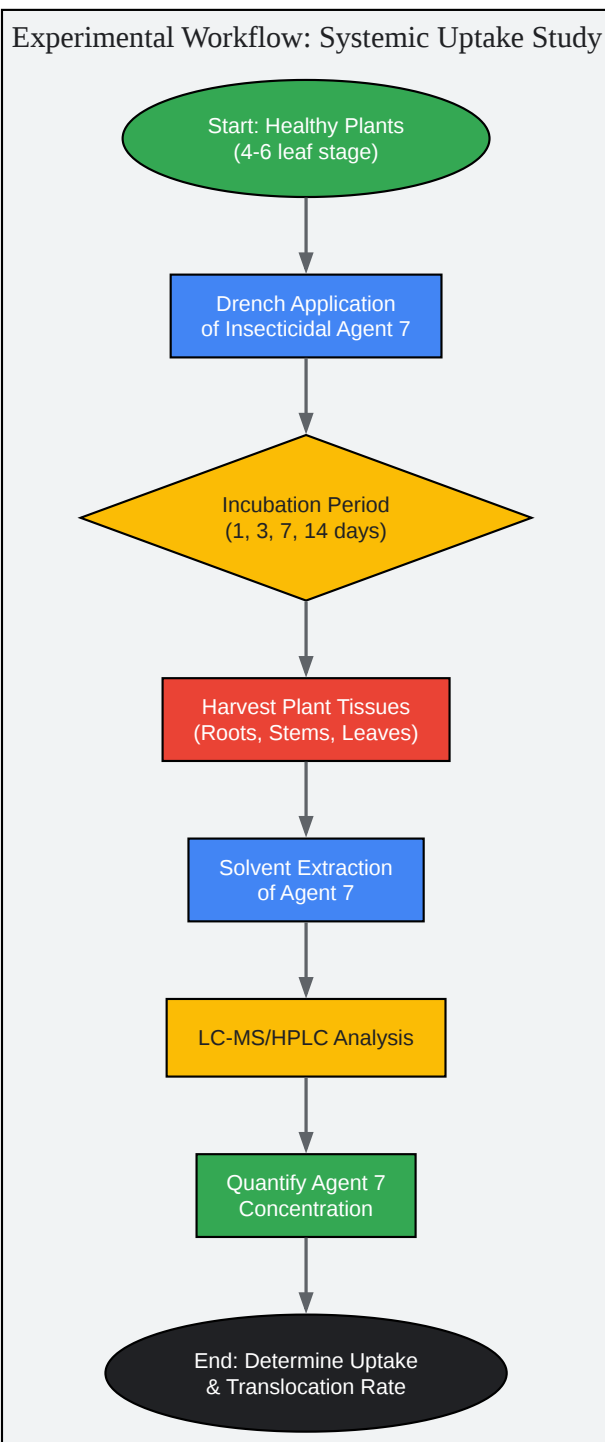 Experimental Workflow: Systemic Uptake Study
Start: Healthy Plants
(4-6 leaf stage)
Drench Application
of Insecticidal Agent 7
Incubation Period
(1, 3, 7, 14 days)
Harvest Plant Tissues
(Roots, Stems, Leaves)
Solvent Extraction
of Agent 7
LC-MS/HPLC Analysis
Quantify Agent 7
Concentration
End: Determine Uptake
& Translocation Rate